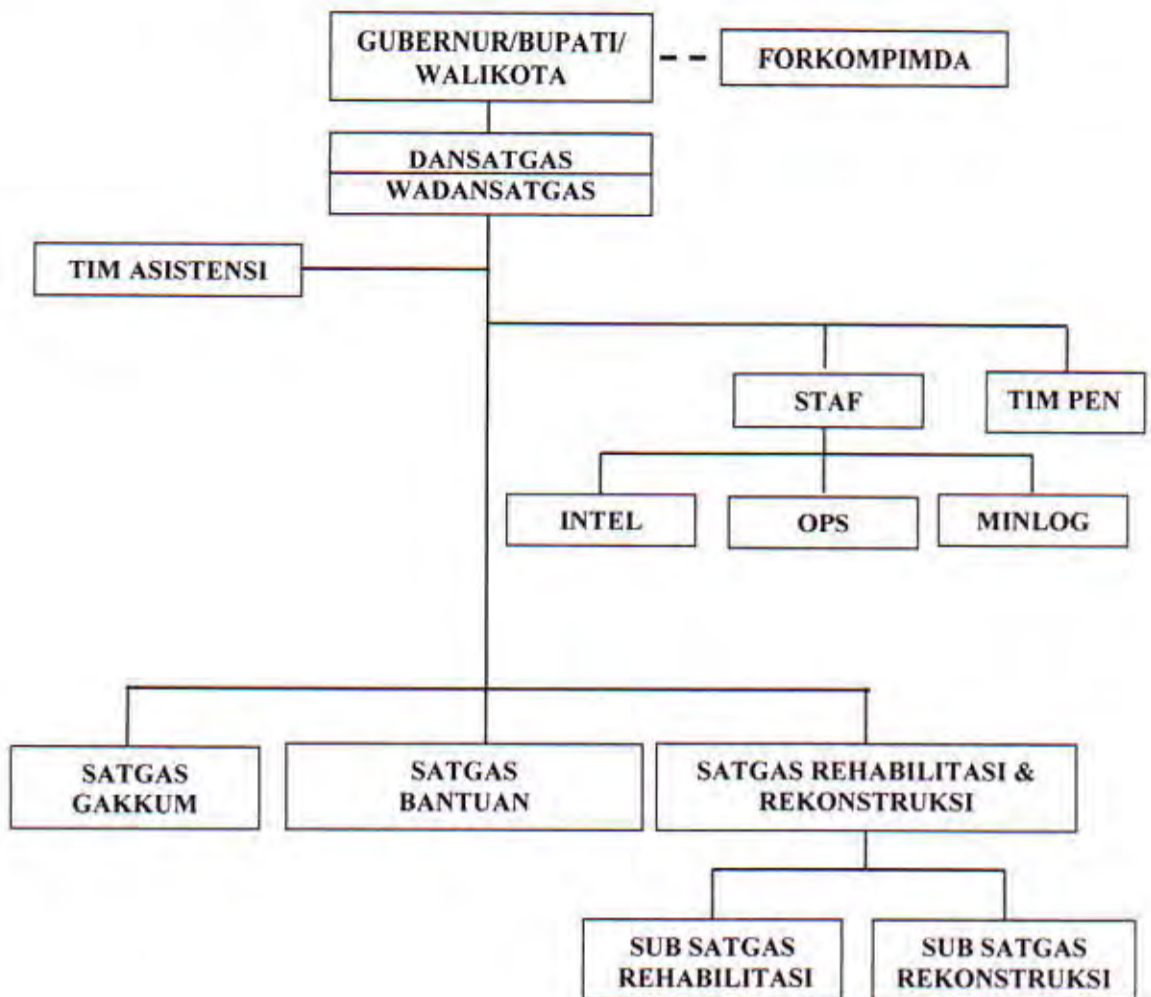 GUBERNUR/BUPATI/
WALIKOTA
FORKOMPIMDA
DANSATGAS
WADANSATGAS
TIM ASISTENSI
STAF
TIM PEN
INTEL
OPS
MINLOG
SATGAS
GAKKUM
SATGAS
BANTUAN
SATGAS REHABILITASI &
REKONSTRUKSI
SUB SATGAS
REHABILITASI
SUB SATGAS
REKONSTRUKSI